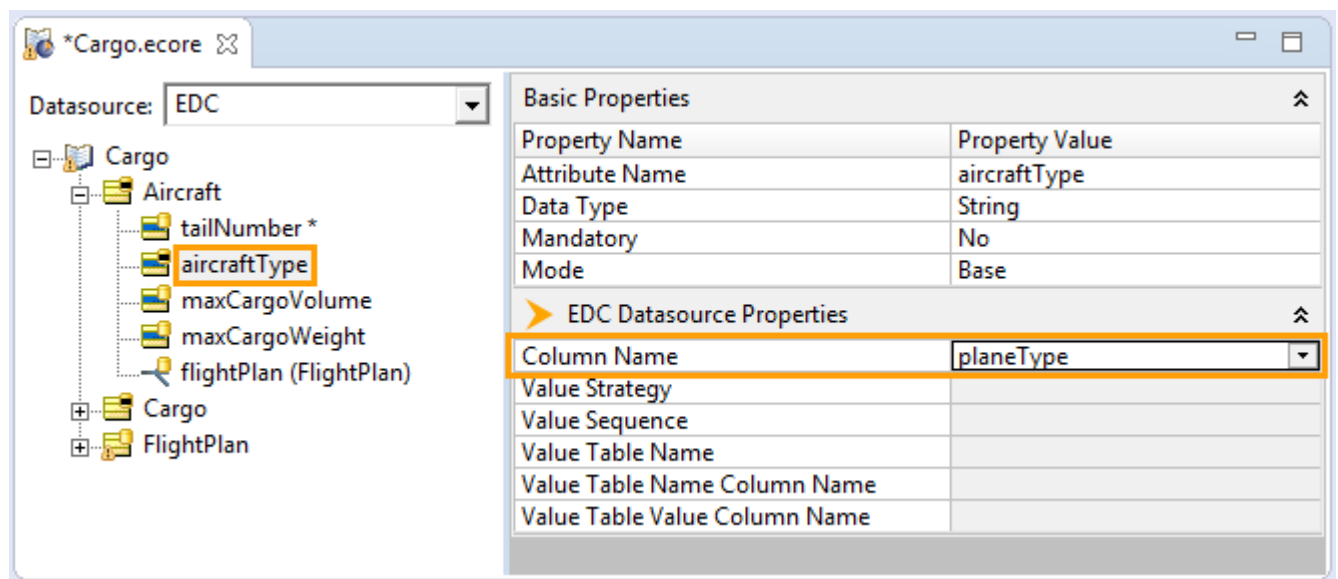 *Cargo.ecore
Datasource: EDC
Cargo
Aircraft
tailNumber *
aircraftType
maxCargoVolume
maxCargoWeight
flightPlan (FlightPlan)
Cargo
FlightPlan
Basic Properties
Property Name Property Value
Attribute Name aircraftType
Data Type String
Mandatory No
Mode Base
EDC Datasource Properties
Column Name planeType
Value Strategy
Value Sequence
Value Table Name
Value Table Name Column Name
Value Table Value Column Name